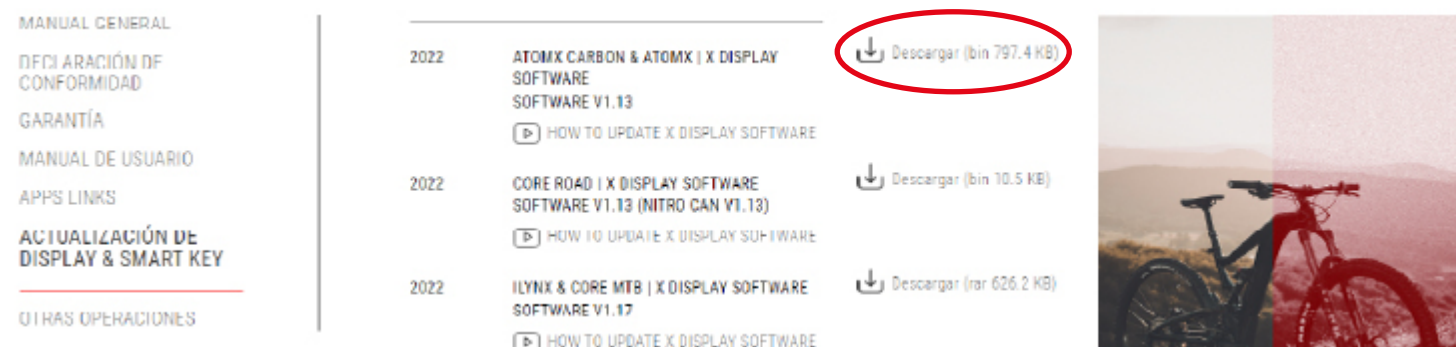 MANUAL GENERAL
DECLARACIÓN DE
CONFORMIDAD
GARANTÍA
MANUAL DE USUARIO
APPS LINKS
ACTUALIZACIÓN DE
DISPLAY & SMART KEY
OTRAS OPERACIONES
2022
ATOMX CARBON & ATOMX | X DISPLAY
SOFTWARE
SOFTWARE V1.13
HOW TO UPDATE X DISPLAY SOFTWARE
Descargar (bin 797.4 KB)
2022
CORE ROAD | X DISPLAY SOFTWARE
SOFTWARE V1.13 (NITRO CAN V1.13)
HOW TO UPDATE X DISPLAY SOFTWARE
Descargar (bin 10.5 KB)
2022
ILYNX & CORE MTB | X DISPLAY SOFTWARE
SOFTWARE V1.17
HOW TO UPDATE X DISPLAY SOFTWARE
Descargar (rar 626.2 KB)